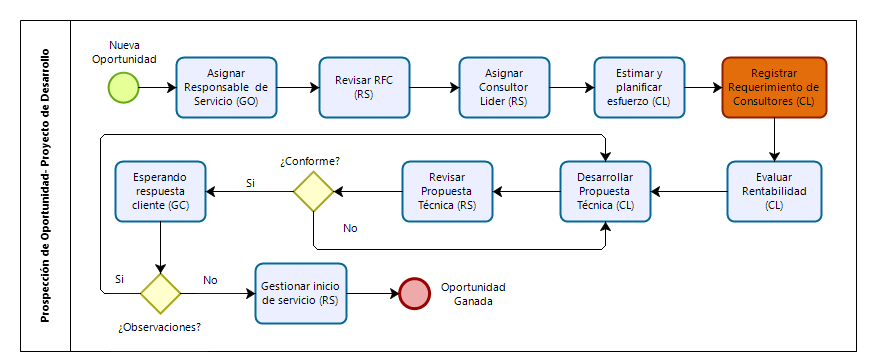 Prospección de Oportunidad- Proyecto de Desarrollo
Nueva
Oportunidad
Asignar
Responsable de
Servicio (GO)
Revisar RFC
(RS)
Asignar
Consultor
Lider (RS)
Estimar y
planificar
esfuerzo (CL)
Registrar
Requerimiento de
Consultores (CL)
Esperando
respuesta
cliente (GC)
Si
¿Conforme?
No
Revisar
Propuesta
Técnica (RS)
Desarrollar
Propuesta
Técnica (CL)
Evaluar
Rentabilidad
(CL)
Si
¿Observaciones?
No
Gestionar inicio
de servicio (RS)
Oportunidad
Ganada